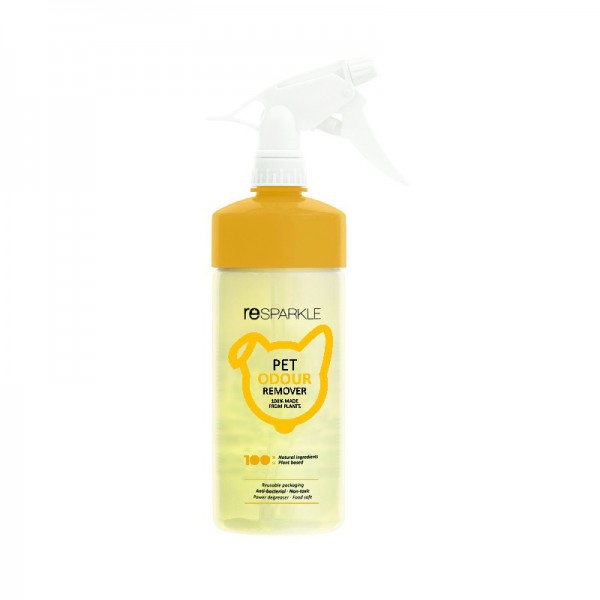 reSPARKLE
PET
ODOUR
REMOVER
100% MADE
FROM PLANTS
100%
Natural ingredients
Plant based
Reusable packaging
Anti-bacterial · Non-toxic
Power degreaser · Food safe